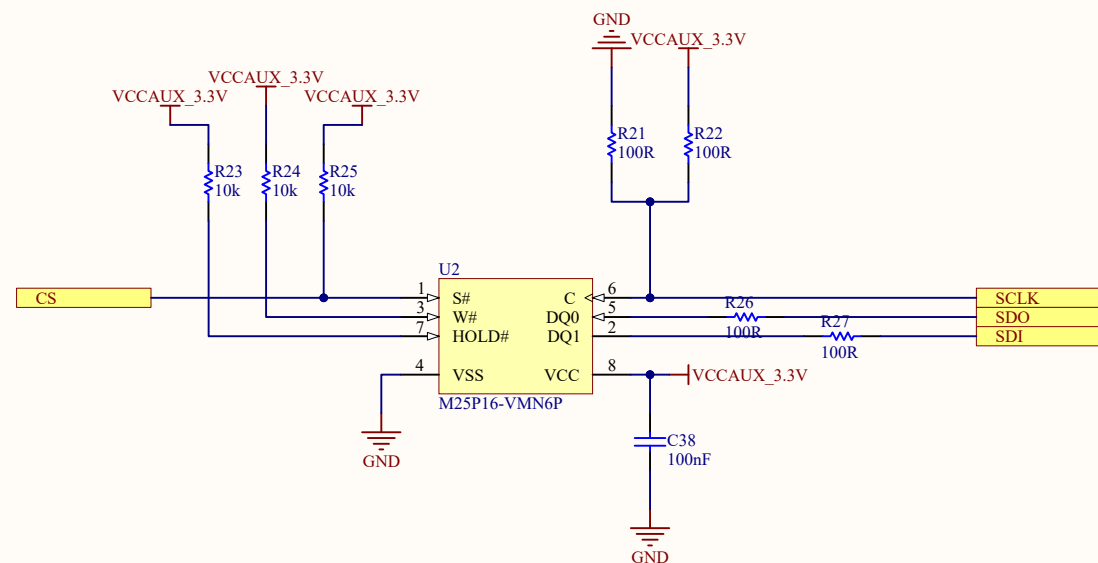 GND
VCCAUX_3.3V
VCCAUX_3.3V
VCCAUX_3.3V
VCCAUX_3.3V
R21
100R
R22
100R
R23
10k
R24
10k
R25
10k
U2
CS
1
S#
C
6
SCLK
3
W#
DQ0
5
R26
100R
SDO
7
HOLD#
DQ1
2
R27
100R
SDI
4
VSS
VCC
8
VCCAUX_3.3V
M25P16-VMN6P
GND
C38
100nF
GND